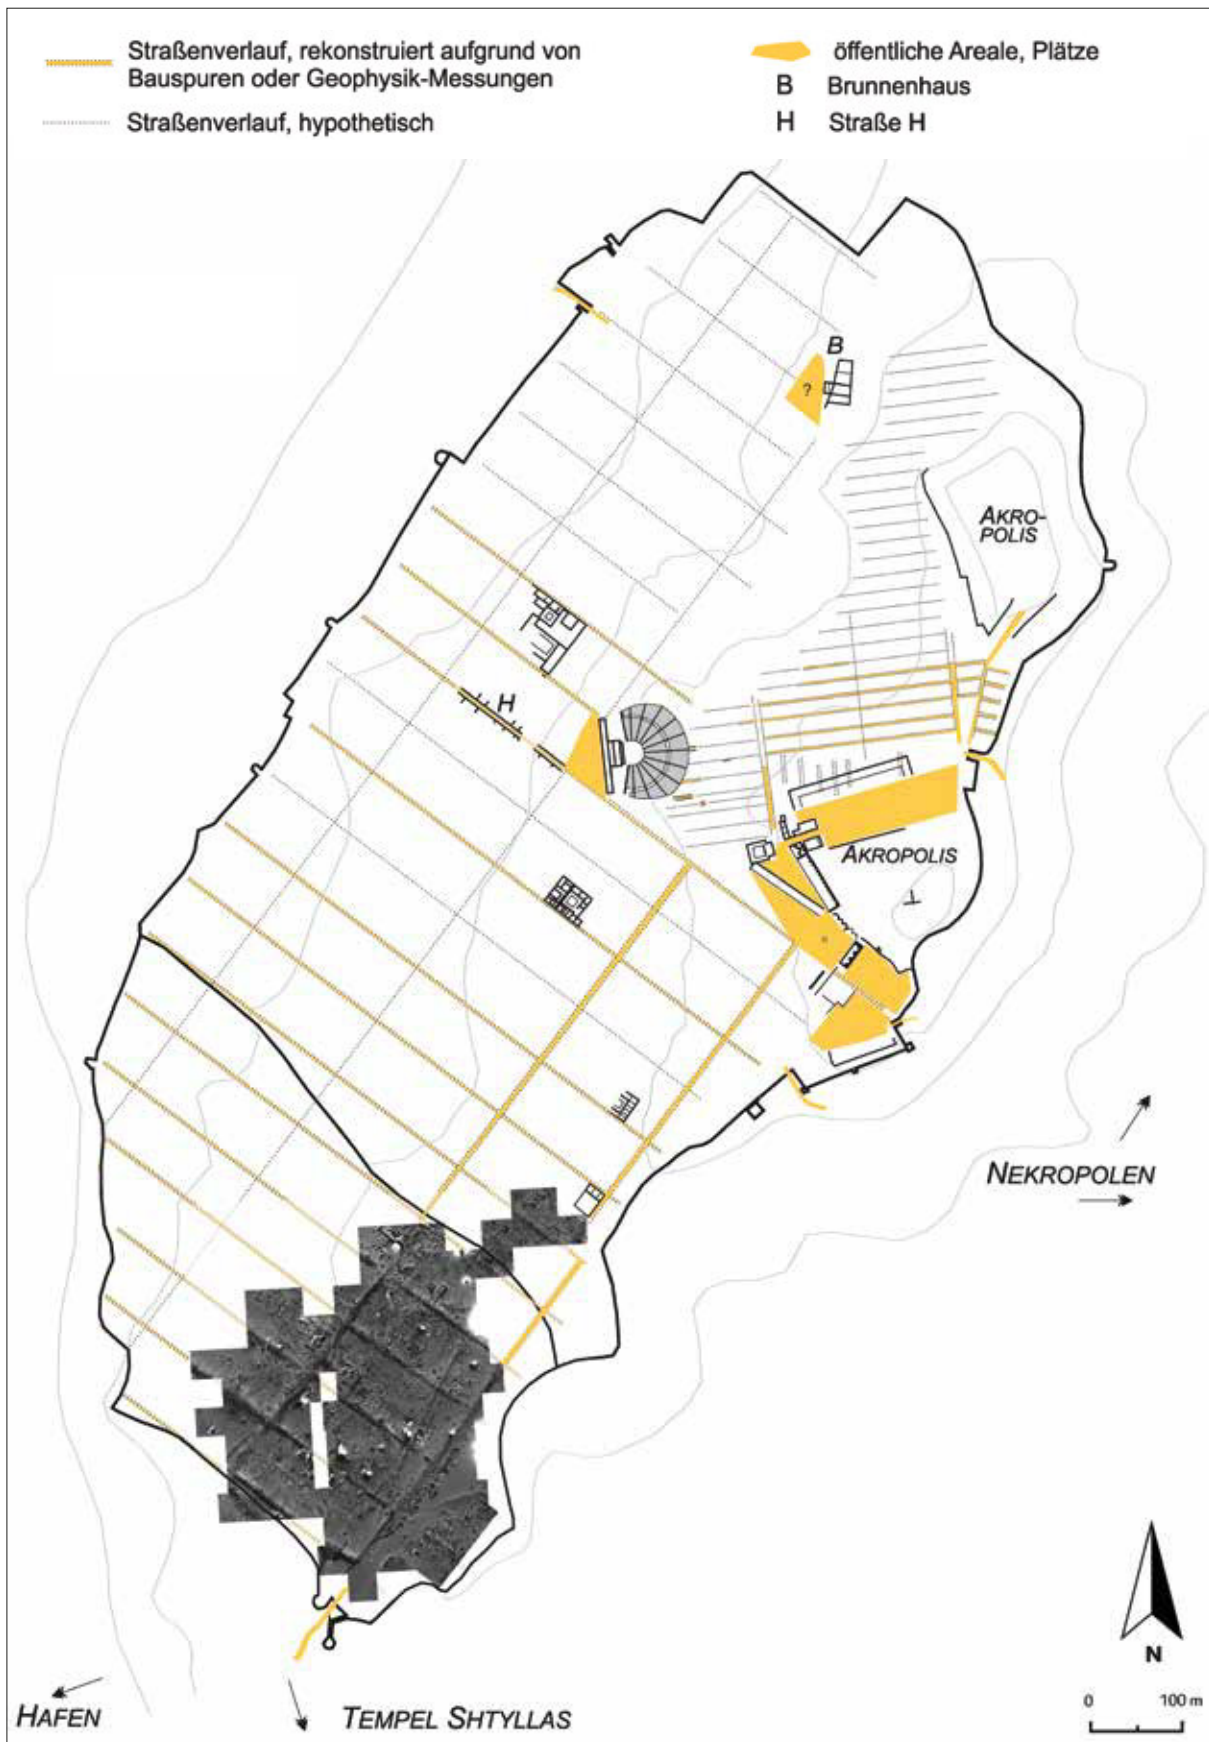 Straßenverlauf, rekonstruiert aufgrund von
Bauspuren oder Geophysik-Messungen
Straßenverlauf, hypothetisch
öffentliche Areale, Plätze
B Brunnenhaus
H Straße H
B
?
AKRO-
POLIS
H
AKROPOLIS
NEKROPOLEN
N
0 100 m
HAFEN
TEMPEL SHTYLLAS